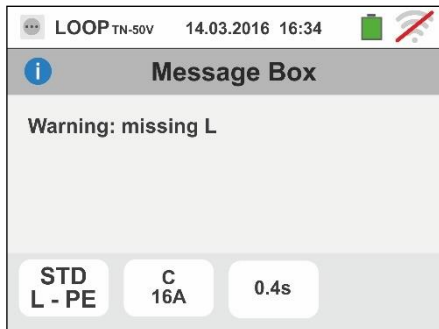 LOOP TN-50V 14.03.2016 16:34
i Message Box
Warning: missing L
STD C 0.4s
L - PE 16A